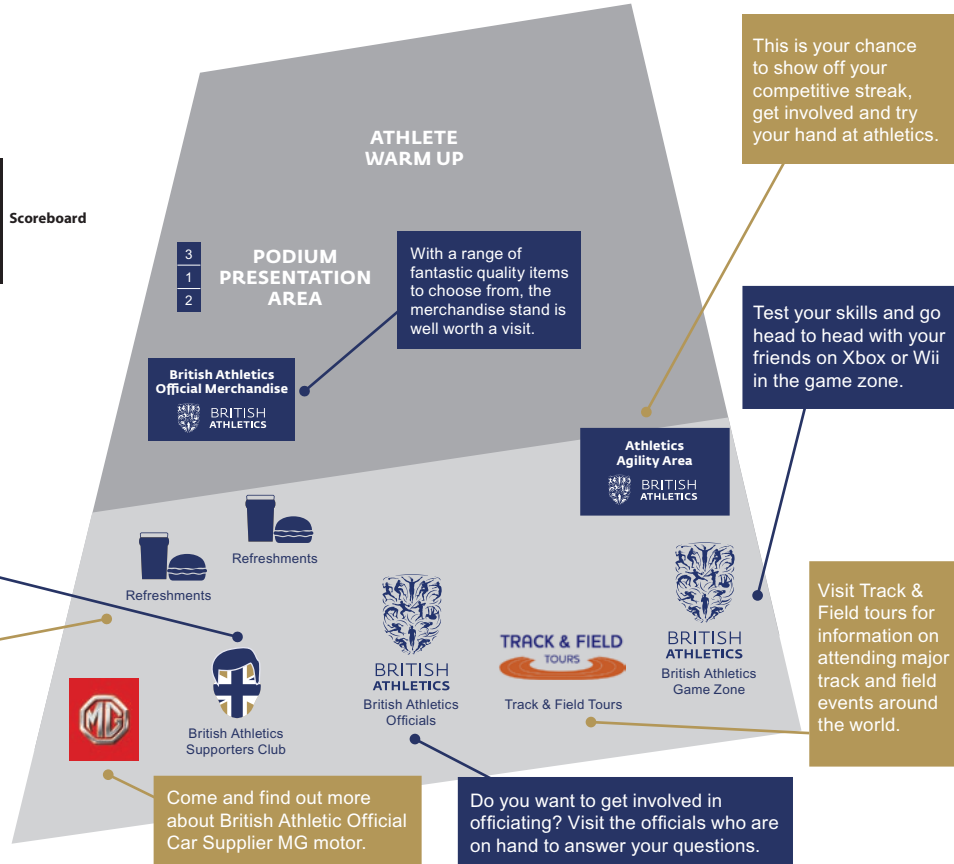 This is your chance
to show off your
competitive streak,
get involved and try
your hand at athletics.
ATHLETE
WARM UP
Scoreboard
3
1
2
PODIUM
PRESENTATION
AREA
With a range of
fantastic quality items
to choose from, the
merchandise stand is
well worth a visit.
Test your skills and go
head to head with your
friends on Xbox or Wii
in the game zone.
British Athletics
Official Merchandise
BRITISH
ATHLETICS
Athletics
Agility Area
BRITISH
ATHLETICS
Refreshments
Refreshments
MG
British Athletics
Supporters Club
BRITISH
ATHLETICS
British Athletics
Officials
TRACK & FIELD
TOURS
Track & Field Tours
BRITISH
ATHLETICS
British Athletics
Game Zone
Visit Track &
Field tours for
information on
attending major
track and field
events around
the world.
Come and find out more
about British Athletic Official
Car Supplier MG motor.
Do you want to get involved in
officiating? Visit the officials who are
on hand to answer your questions.